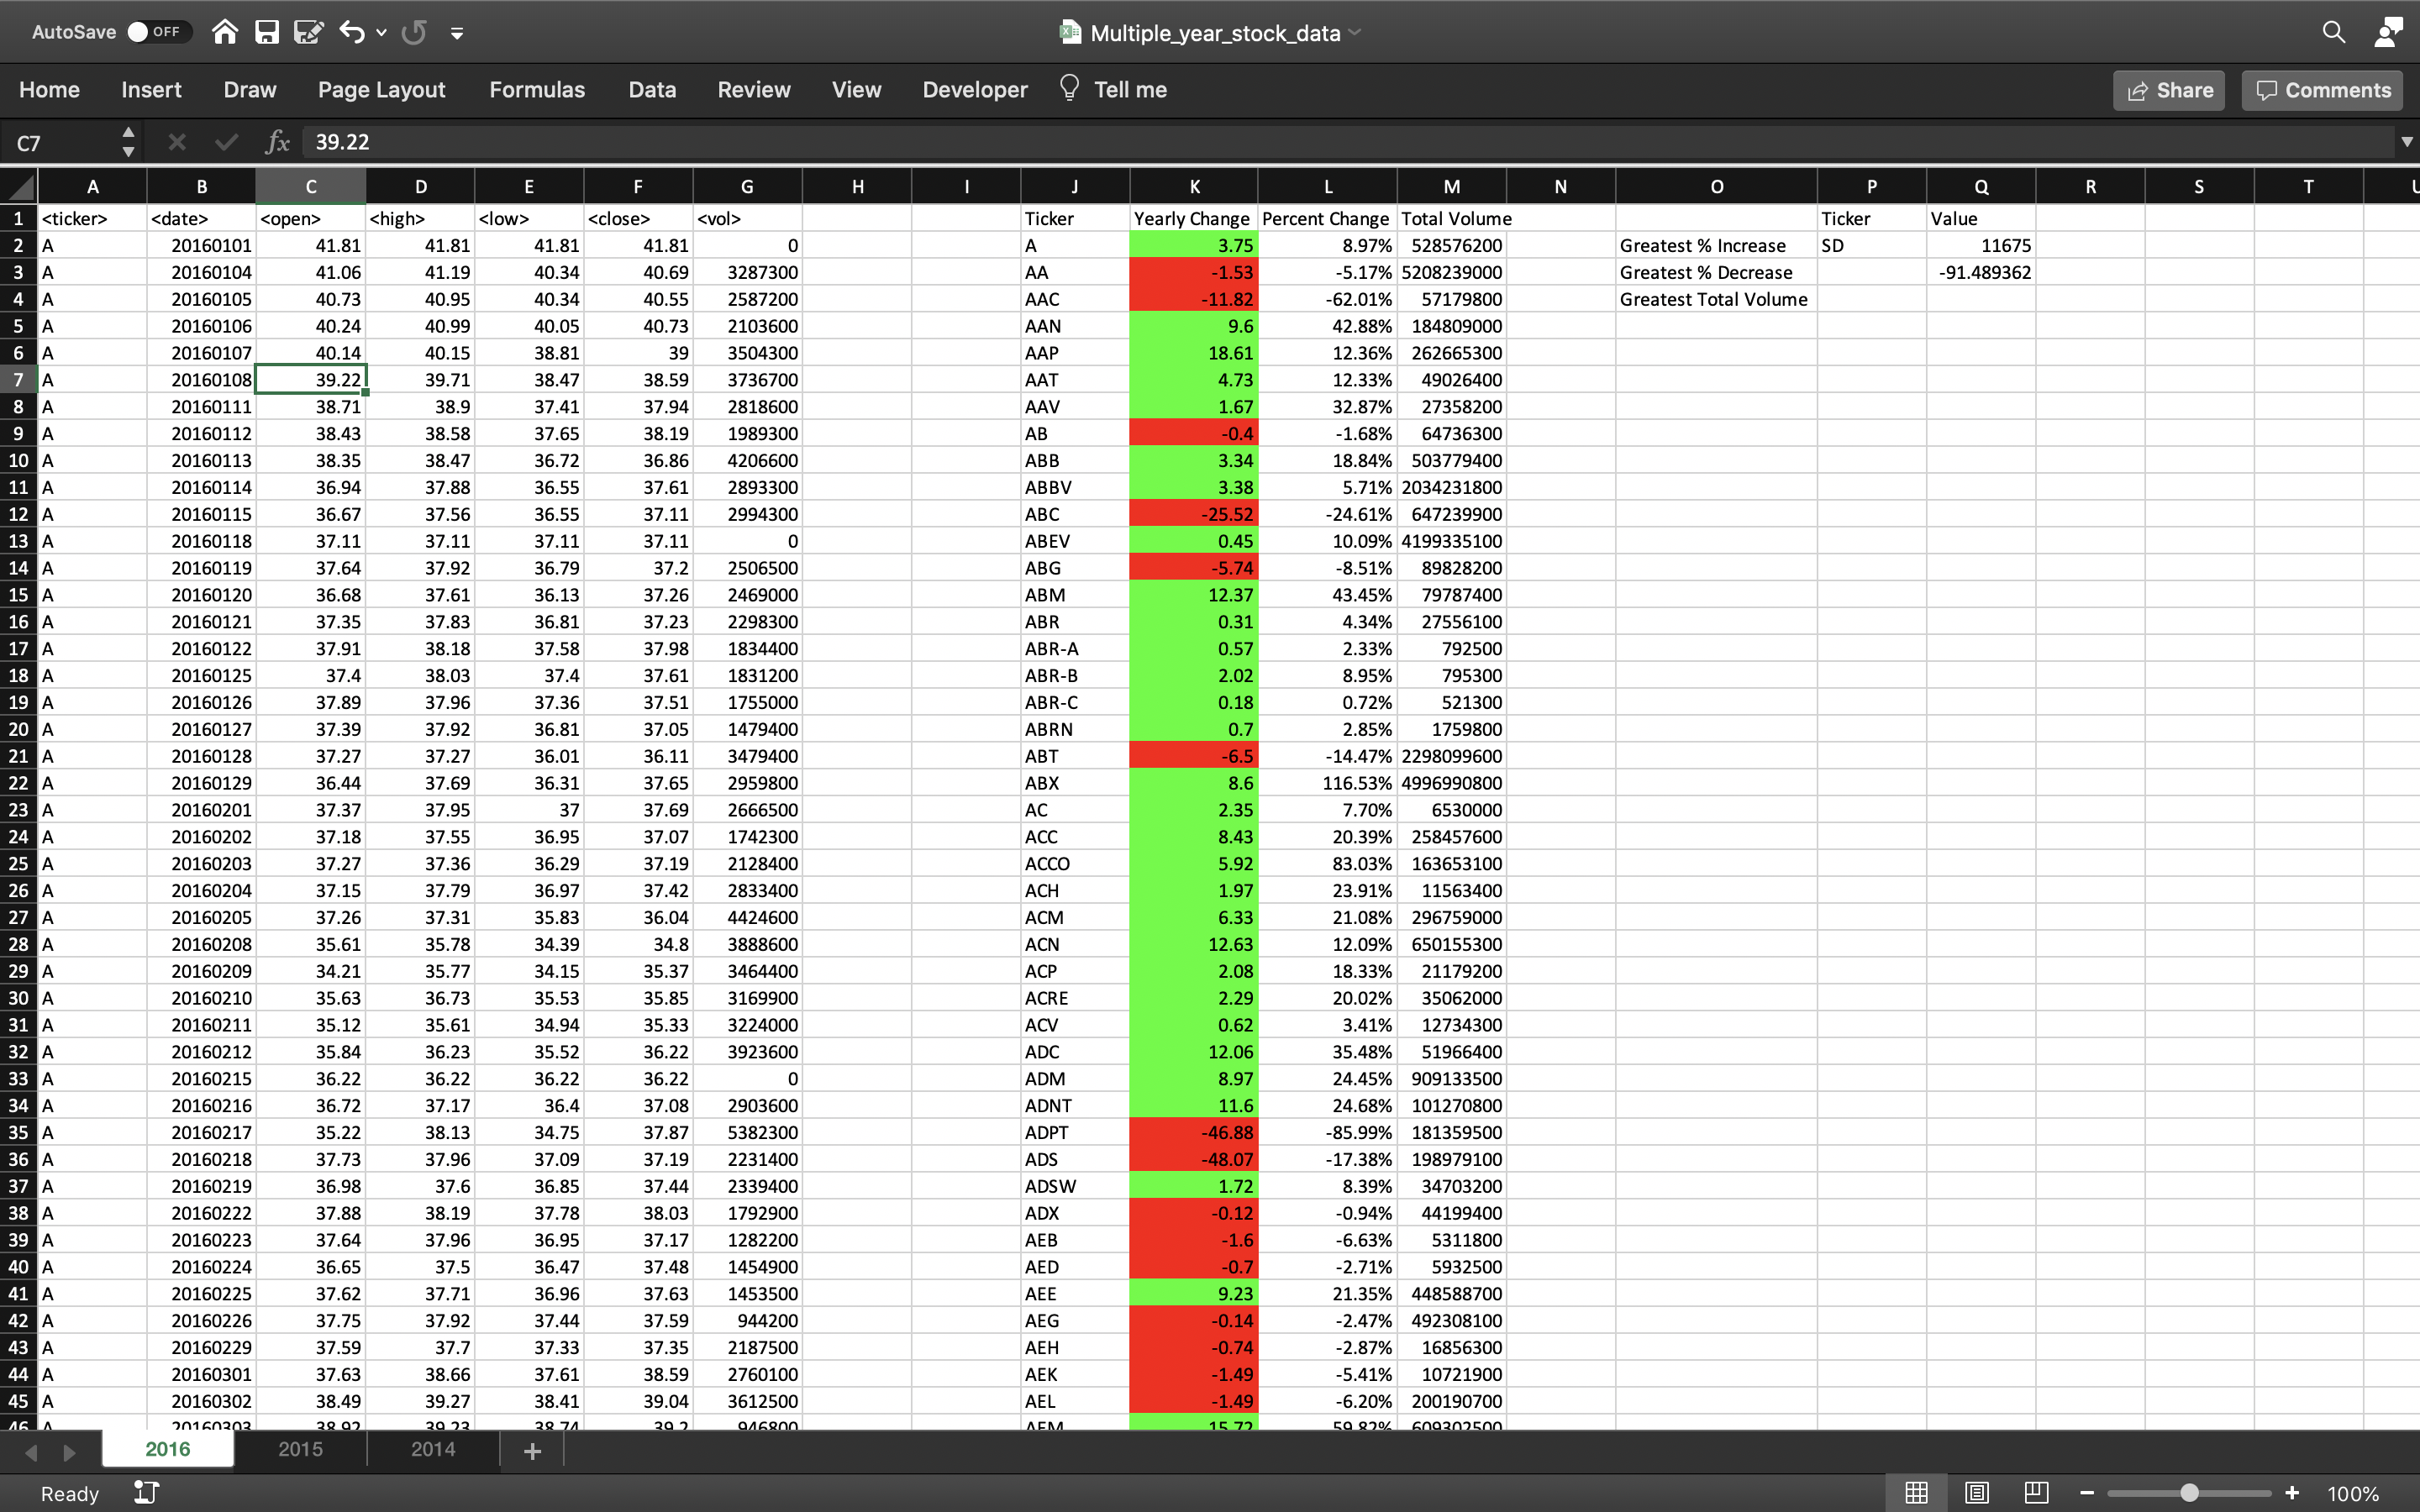 AutoSave OFF Multiple_year_stock_data
Home Insert Draw Page Layout Formulas Data Review View Developer Tell me Share Comments
C7 fx 39.22
A B C D E F G H I J K L M N O P Q R S T U
1 <ticker> <date> <open> <high> <low> <close> <vol> Ticker Yearly Change Percent Change Total Volume Ticker Value
2 A 20160101 41.81 41.81 41.81 41.81 0 A 3.75 8.97% 528576200 Greatest % Increase SD 11675
3 A 20160104 41.06 41.19 40.34 40.69 3287300 AA -1.53 -5.17% 5208239000 Greatest % Decrease -91.489362
4 A 20160105 40.73 40.95 40.34 40.55 2587200 AAC -11.82 -62.01% 57179800 Greatest Total Volume
5 A 20160106 40.24 40.99 40.05 40.73 2103600 AAN 9.6 42.88% 184809000
6 A 20160107 40.14 40.15 38.81 39 3504300 AAP 18.61 12.36% 262665300
7 A 20160108 39.22 39.71 38.47 38.59 3736700 AAT 4.73 12.33% 49026400
8 A 20160111 38.71 38.9 37.41 37.94 2818600 AAV 1.67 32.87% 27358200
9 A 20160112 38.43 38.58 37.65 38.19 1989300 AB -0.4 -1.68% 64736300
10 A 20160113 38.35 38.47 36.72 36.86 4206600 ABB 3.34 18.84% 503779400
11 A 20160114 36.94 37.88 36.55 37.61 2893300 ABBV 3.38 5.71% 2034231800
12 A 20160115 36.67 37.56 36.55 37.11 2994300 ABC -25.52 -24.61% 647239900
13 A 20160118 37.11 37.11 37.11 37.11 0 ABEV 0.45 10.09% 4199335100
14 A 20160119 37.64 37.92 36.79 37.2 2506500 ABG -5.74 -8.51% 89828200
15 A 20160120 36.68 37.61 36.13 37.26 2469000 ABM 12.37 43.45% 79787400
16 A 20160121 37.35 37.83 36.81 37.23 2298300 ABR 0.31 4.34% 27556100
17 A 20160122 37.91 38.18 37.58 37.98 1834400 ABR-A 0.57 2.33% 792500
18 A 20160125 37.4 38.03 37.4 37.61 1831200 ABR-B 2.02 8.95% 795300
19 A 20160126 37.89 37.96 37.36 37.51 1755000 ABR-C 0.18 0.72% 521300
20 A 20160127 37.39 37.92 36.81 37.05 1479400 ABRN 0.7 2.85% 1759800
21 A 20160128 37.27 37.27 36.01 36.11 3479400 ABT -6.5 -14.47% 2298099600
22 A 20160129 36.44 37.69 36.31 37.65 2959800 ABX 8.6 116.53% 4996990800
23 A 20160201 37.37 37.95 37 37.69 2666500 AC 2.35 7.70% 6530000
24 A 20160202 37.18 37.55 36.95 37.07 1742300 ACC 8.43 20.39% 258457600
25 A 20160203 37.27 37.36 36.29 37.19 2128400 ACCO 5.92 83.03% 163653100
26 A 20160204 37.15 37.79 36.97 37.42 2833400 ACH 1.97 23.91% 11563400
27 A 20160205 37.26 37.31 35.83 36.04 4424600 ACM 6.33 21.08% 296759000
28 A 20160208 35.61 35.78 34.39 34.8 3888600 ACN 12.63 12.09% 650155300
29 A 20160209 34.21 35.77 34.15 35.37 3464400 ACP 2.08 18.33% 21179200
30 A 20160210 35.63 36.73 35.53 35.85 3169900 ACRE 2.29 20.02% 35062000
31 A 20160211 35.12 35.61 34.94 35.33 3224000 ACV 0.62 3.41% 12734300
32 A 20160212 35.84 36.23 35.52 36.22 3923600 ADC 12.06 35.48% 51966400
33 A 20160215 36.22 36.22 36.22 36.22 0 ADM 8.97 24.45% 909133500
34 A 20160216 36.72 37.17 36.4 37.08 2903600 ADNT 11.6 24.68% 101270800
35 A 20160217 35.22 38.13 34.75 37.87 5382300 ADPT -46.88 -85.99% 181359500
36 A 20160218 37.73 37.96 37.09 37.19 2231400 ADS -48.07 -17.38% 198979100
37 A 20160219 36.98 37.6 36.85 37.44 2339400 ADSW 1.72 8.39% 34703200
38 A 20160222 37.88 38.19 37.78 38.03 1792900 ADX -0.12 -0.94% 44199400
39 A 20160223 37.64 37.96 36.95 37.17 1282200 AEB -1.6 -6.63% 5311800
40 A 20160224 36.65 37.5 36.47 37.48 1454900 AED -0.7 -2.71% 5932500
41 A 20160225 37.62 37.71 36.96 37.63 1453500 AEE 9.23 21.35% 448588700
42 A 20160226 37.75 37.92 37.44 37.59 944200 AEG -0.14 -2.47% 492308100
43 A 20160229 37.59 37.7 37.33 37.35 2187500 AEH -0.74 -2.87% 16856300
44 A 20160301 37.63 38.66 37.61 38.59 2760100 AEK -1.49 -5.41% 10721900
45 A 20160302 38.49 39.27 38.41 39.04 3612500 AEL -1.49 -6.20% 200190700
46 A 20160303 38.92 39.23 38.74 39.2 946800 AEM 15.72 59.82% 609302500
2016 2015 2014 +
Ready 100%